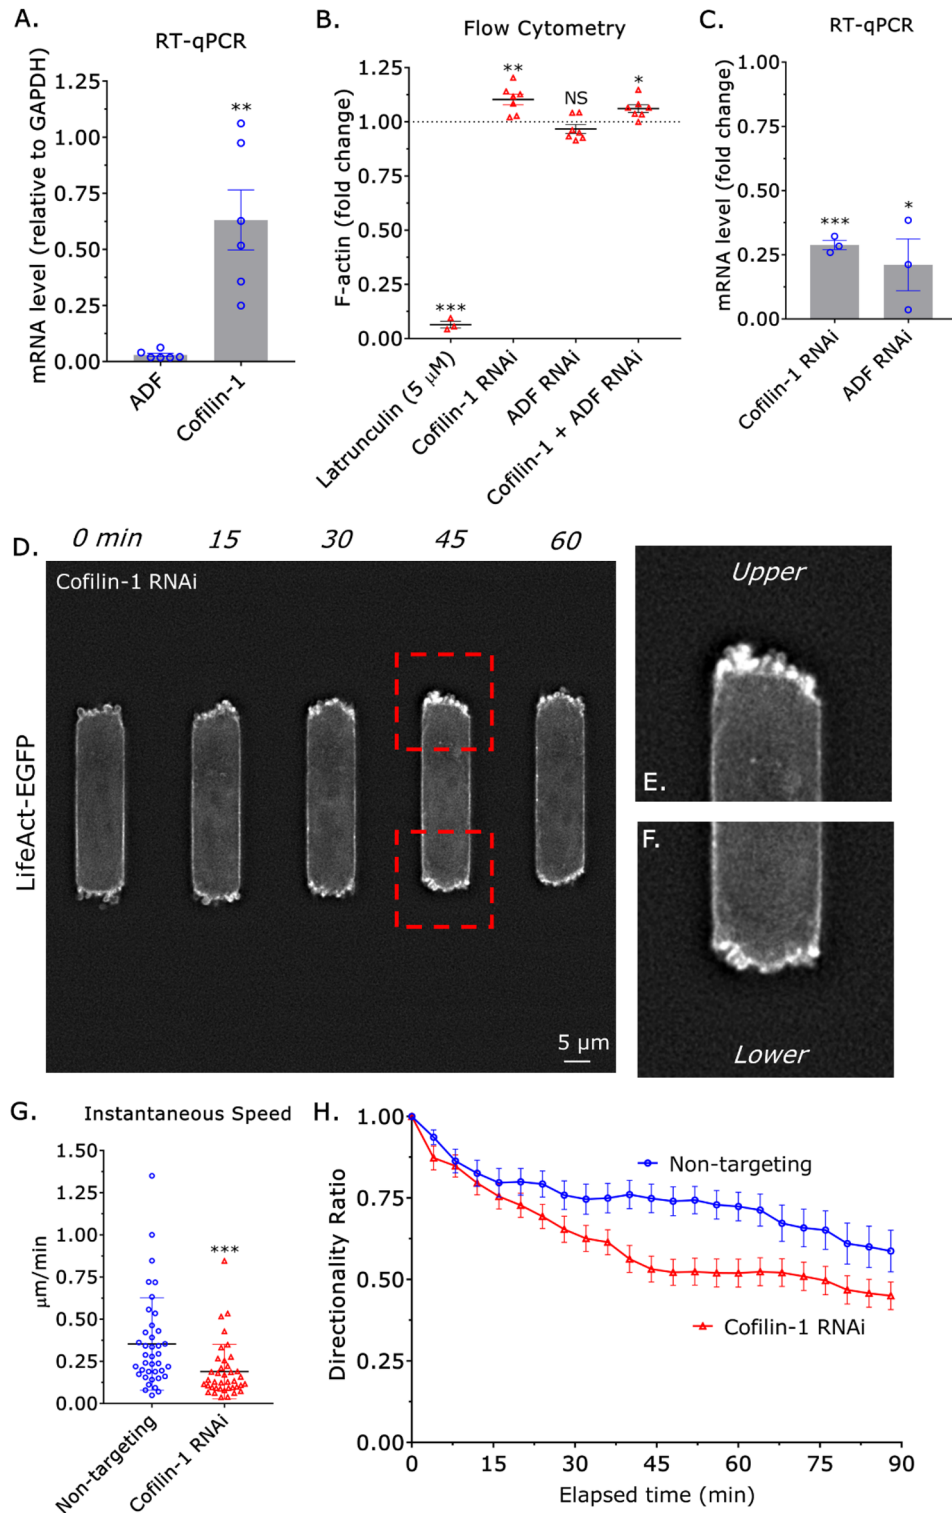 A.
RT-qPCR
mRNA level (relative to GAPDH)
1.50
1.25
1.00
0.75
0.50
0.25
0.00
**
ADF
Cofilin-1
B.
Flow Cytometry
F-actin (fold change)
1.25
1.00
0.75
0.50
0.25
0.00
***
**
NS
*
Latrunculin (5 μM)
Cofilin-1 RNAi
ADF RNAi
Cofilin-1 + ADF RNAi
C.
RT-qPCR
mRNA level (fold change)
1.00
0.75
0.50
0.25
0.00
***
*
Cofilin-1 RNAi
ADF RNAi
D.
0 min 15 30 45 60
Cofilin-1 RNAi
LifeAct-EGFP
5 μm
Upper
E.
F.
Lower
G.
Instantaneous Speed
μm/min
1.50
1.25
1.00
0.75
0.50
0.25
0.00
***
Non-targeting
Cofilin-1 RNAi
H.
Directionality Ratio
1.00
0.75
0.50
0.25
0.00
Non-targeting
Cofilin-1 RNAi
0 15 30 45 60 75 90
Elapsed time (min)